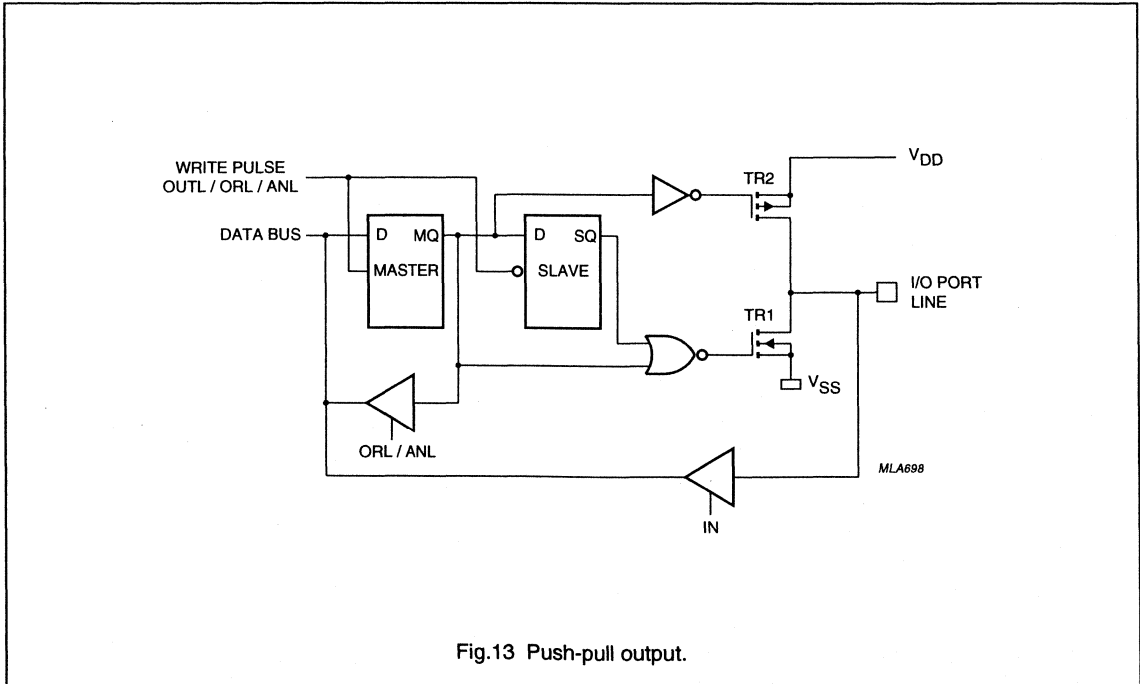 WRITE PULSE
OUTL / ORL / ANL
DATA BUS
D MQ
MASTER
D SQ
SLAVE
TR2
VDD
I/O PORT
LINE
TR1
VSS
ORL / ANL
IN
MLA698
Fig.13 Push-pull output.